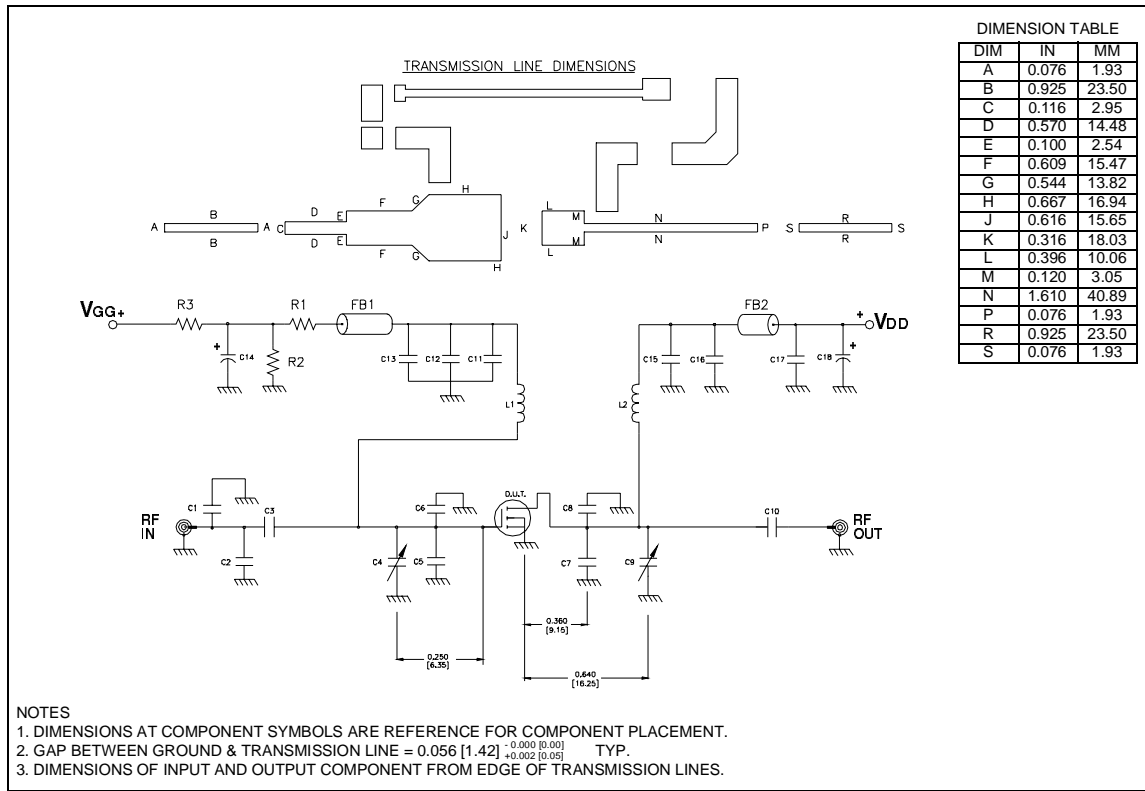 DIMENSION TABLE
DIM IN MM
A 0.076 1.93
B 0.925 23.50
C 0.116 2.95
D 0.570 14.48
E 0.100 2.54
F 0.609 15.47
G 0.544 13.82
H 0.667 16.94
J 0.616 15.65
K 0.316 18.03
L 0.396 10.06
M 0.120 3.05
N 1.610 40.89
P 0.076 1.93
R 0.925 23.50
S 0.076 1.93
TRANSMISSION LINE DIMENSIONS
A B B A
C D D E E F F G G H H J
K L L M M N N P
S R R S
VGG+ R3 R1 FB1
+ C14 R2 C13 C12 C11
L1
FB2 + VDD
C15 C16 C17 C18
L2
RF IN
C1 C2 C3
C4 C5 C6
D.U.T.
C8 C7 C9
C10
RF OUT
0.360
[9.15]
0.250
[6.35]
0.640
[16.25]
NOTES
1. DIMENSIONS AT COMPONENT SYMBOLS ARE REFERENCE FOR COMPONENT PLACEMENT.
2. GAP BETWEEN GROUND & TRANSMISSION LINE = 0.056 [1.42] - 0.000 [0.00] +0.002 [0.05] TYP.
3. DIMENSIONS OF INPUT AND OUTPUT COMPONENT FROM EDGE OF TRANSMISSION LINES.